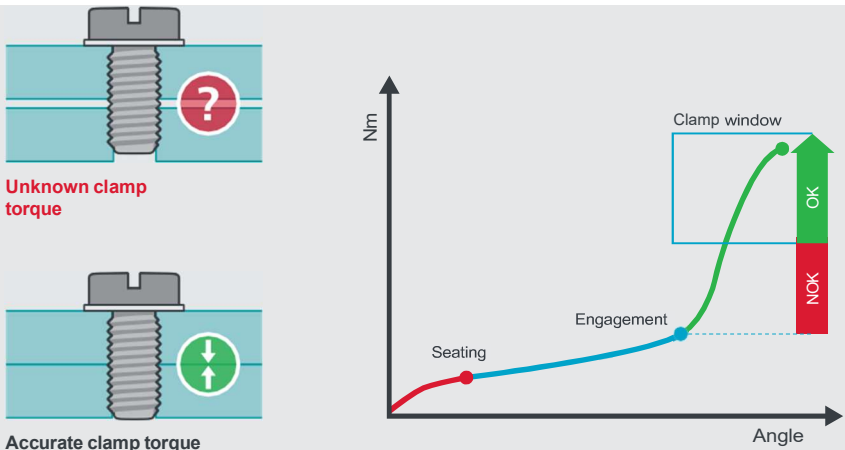 ?
Unknown clamp
torque
Accurate clamp torque
Nm
Clamp window
OK
NOK
Engagement
Seating
Angle